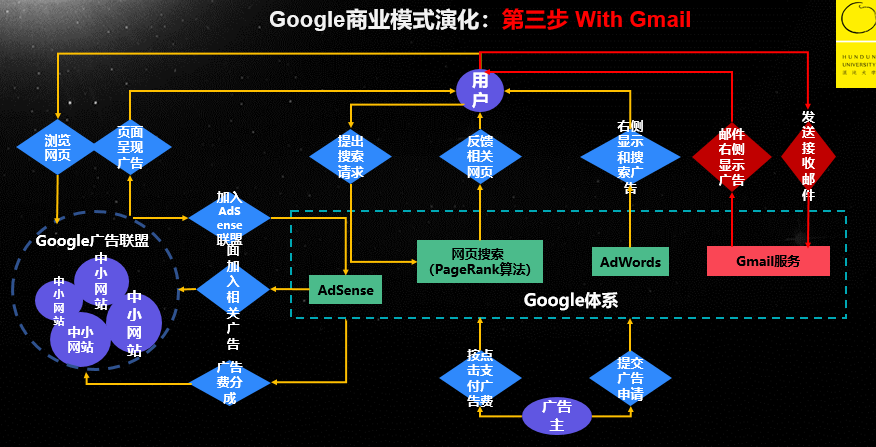 Google商业模式演化：第三步 With Gmail
HUNDUN
UNIVERSITY
混沌大学
用
户
浏览
网页
页面
呈现
广告
提出
搜索
请求
反馈
相关
网页
右侧
显示
和搜
索广
告
邮件
右侧
显示
广告
发
送
接
收
邮
件
加入
AdS
ense
联盟
Google广告联盟
中
小
网
站
中
小
网
站
中
小
网
站
中小
网站
面
加
入
相
关
广
告
AdSense
网页搜索
（PageRank算法）
AdWords
Gmail服务
Google体系
广告
费分
成
按点
击支
付广
告费
提交
广告
申请
广告
主